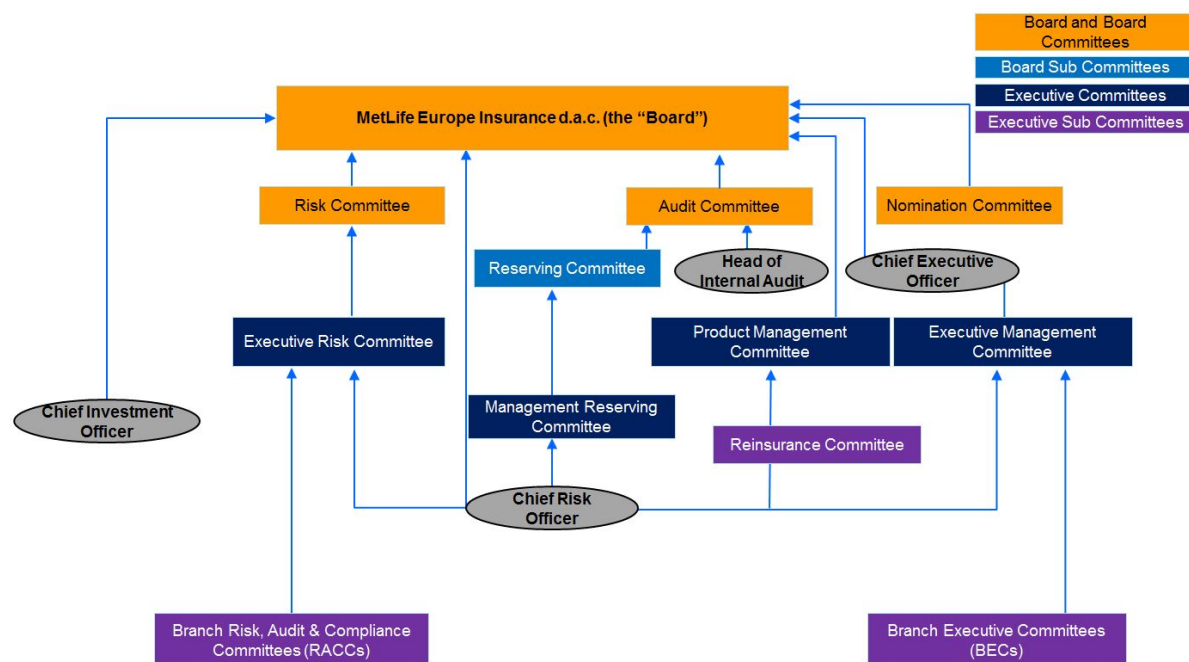 Board and Board
Committees
Board Sub Committees
Executive Committees
Executive Sub Committees
MetLife Europe Insurance d.a.c. (the “Board”)
Risk Committee
Audit Committee
Nomination Committee
Reserving Committee
Head of
Internal Audit
Chief Executive
Officer
Executive Risk Committee
Product Management
Committee
Executive Management
Committee
Chief Investment
Officer
Management Reserving
Committee
Reinsurance Committee
Chief Risk
Officer
Branch Risk, Audit & Compliance
Committees (RACCs)
Branch Executive Committees
(BECs)